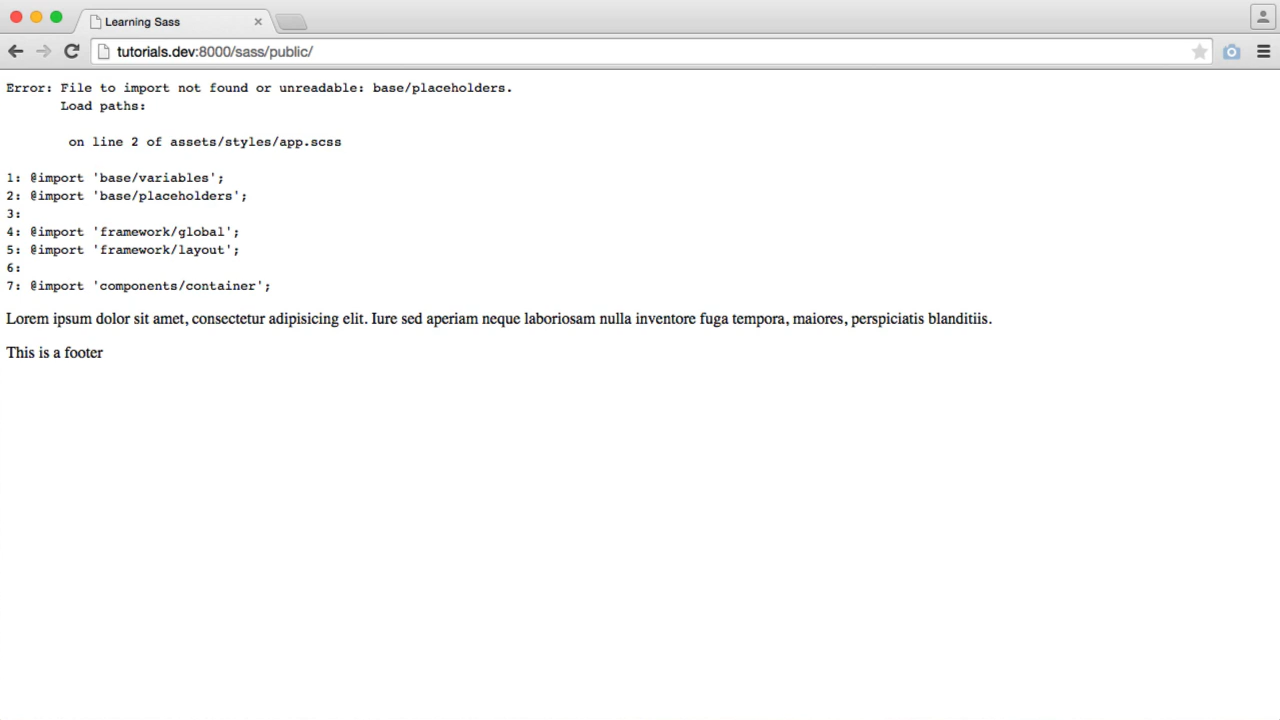 Learning Sass
tutorials.dev:8000/sass/public/
Error: File to import not found or unreadable: base/placeholders.
Load paths:
on line 2 of assets/styles/app.scss
1: @import 'base/variables';
2: @import 'base/placeholders';
3:
4: @import 'framework/global';
5: @import 'framework/layout';
6:
7: @import 'components/container';
Lorem ipsum dolor sit amet, consectetur adipisicing elit. Iure sed aperiam neque laboriosam nulla inventore fuga tempora, maiores, perspiciatis blanditiis.
This is a footer